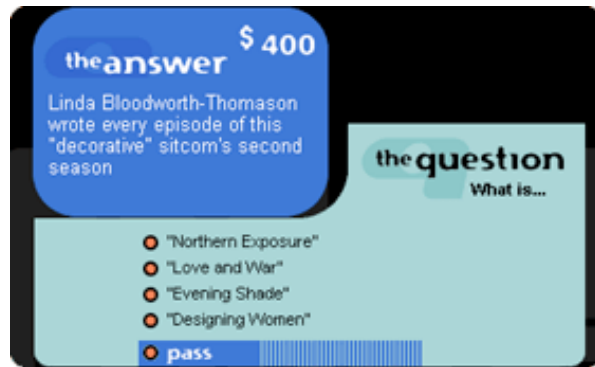 theanswer $ 400
Linda Bloodworth-Thomason
wrote every episode of this
"decorative" sitcom's second
season
thequestion
What is...
"Northern Exposure"
"Love and War"
"Evening Shade"
"Designing Women"
pass